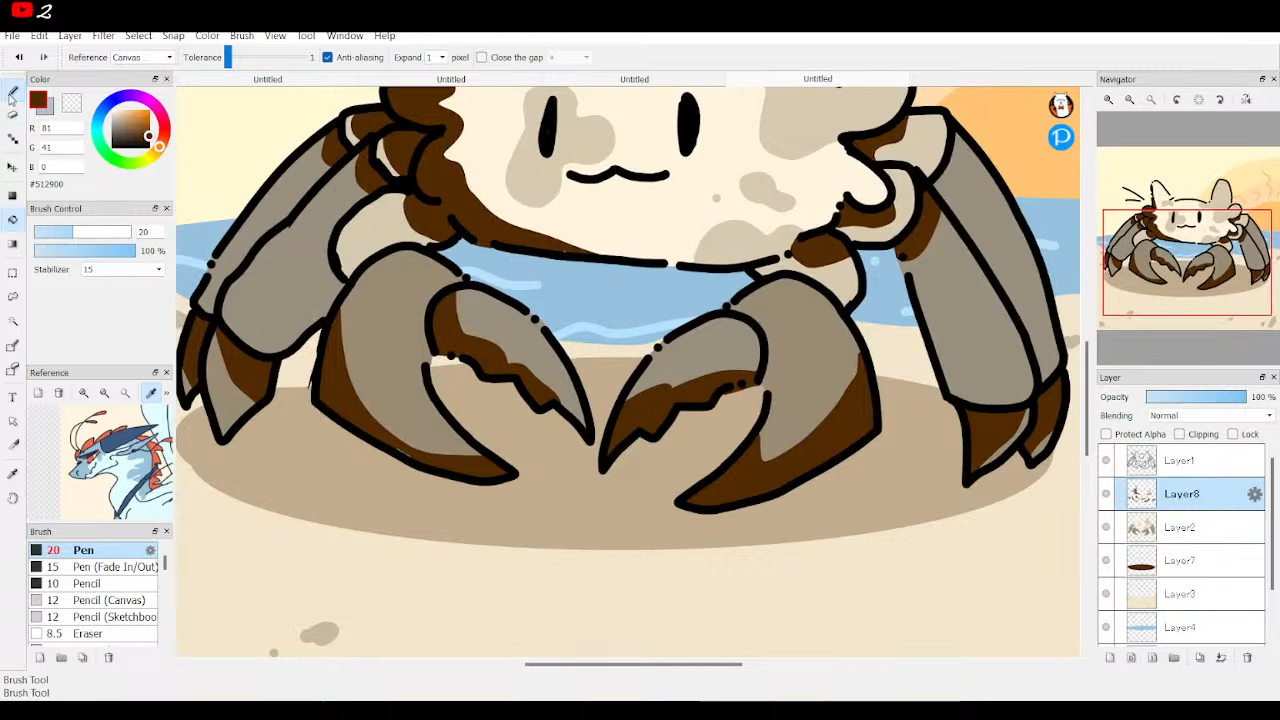 2
File Edit Layer Filter Select Snap Color Brush View Tool Window Help
Reference Canvas Tolerance 1 Anti-aliasing Expand 1 pixel Close the gap
Color
Untitled Untitled Untitled Untitled
Navigator
R 81
G 41
B 0
#512900
Brush Control
20
100 %
Stabilizer 15
Reference
Brush
20 Pen
15 Pen (Fade In/Out)
10 Pencil
12 Pencil (Canvas)
12 Pencil (Sketchboo
8.5 Eraser
Layer
Opacity 100 %
Blending Normal
Protect Alpha Clipping Lock
Layer1
Layer8
Layer2
Layer7
Layer3
Layer4
Brush Tool
Brush Tool